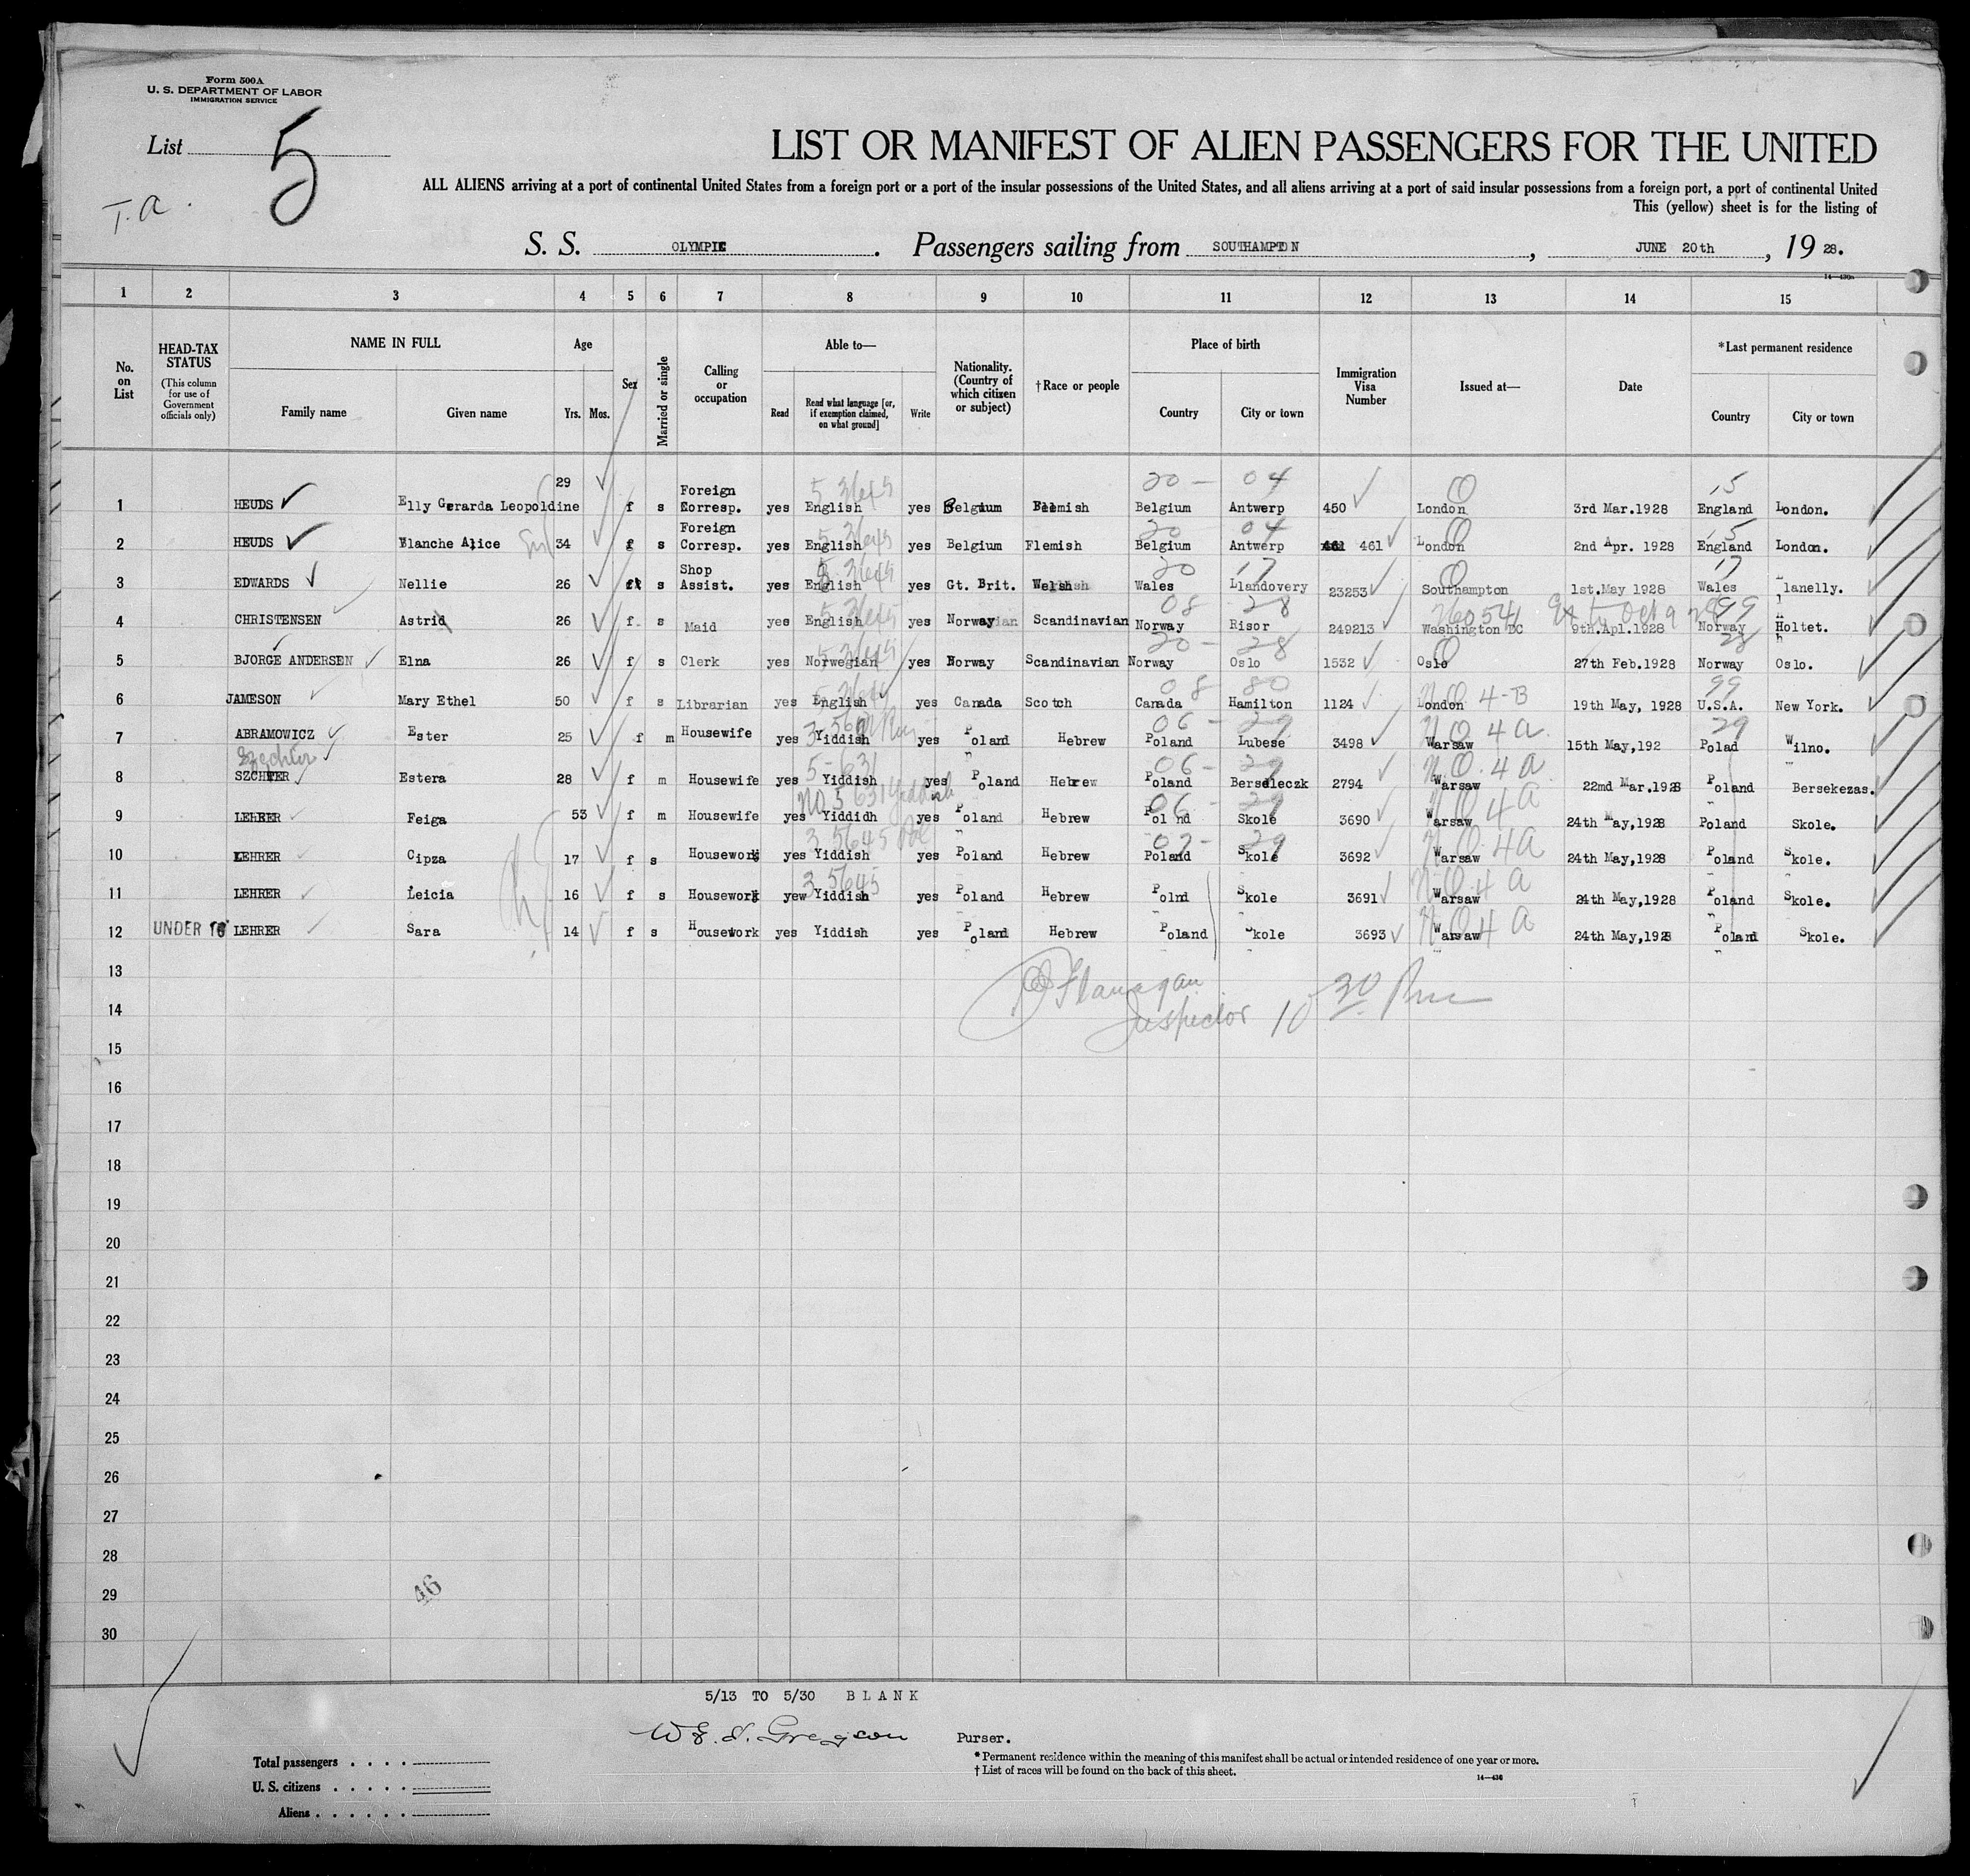 Form 500A
U. S. DEPARTMENT OF LABOR
IMMIGRATION SERVICE
List 5
T. a.
LIST OR MANIFEST OF ALIEN PASSENGERS FOR THE UNITED
ALL ALIENS arriving at a port of continental United States from a foreign port or a port of the insular possessions of the United States, and all aliens arriving at a port of said insular possessions from a foreign port, a port of continental United
This (yellow) sheet is for the listing of
S. S. OLYMPIC. Passengers sailing from SOUTHAMPTON, JUNE 20th, 19 28.
1 2 3 4 5 6 7 8 9 10 11 12 13 14 15
No. on List
HEAD-TAX STATUS (This column for use of Government officials only)
NAME IN FULL Family name Given name
Age Yrs. Mos.
Sex
Married or single
Calling or occupation
Able to— Read Read what language [or, if exemption claimed, on what ground] Write
Nationality. (Country of which citizen or subject)
†Race or people
Place of birth Country City or town
Immigration Visa Number
Issued at—
Date
*Last permanent residence Country City or town
1 HEUDS Elly Gerarda Leopoldine 29 f s Foreign Corresp. yes English yes Belgium Flemish Belgium Antwerp 450 London 3rd Mar.1928 England London.
2 HEUDS Blanche Alice 34 f s Foreign Corresp. yes English yes Belgium Flemish Belgium Antwerp 461 London 2nd Apr. 1928 England London.
3 EDWARDS Nellie 26 f s Shop Assist. yes English yes Gt. Brit. Welsh Wales Llandovery 23253 Southampton 1st.May 1928 Wales Llanelly.
4 CHRISTENSEN Astrid 26 f s Maid yes English yes Norway Scandinavian Norway Risor 249213 Washington DC 9th.Apl.1928 Norway Holtet.
5 BJORGE ANDERSEN Elna 26 f s Clerk yes Norwegian yes Norway Scandinavian Norway Oslo 1532 Oslo 27th Feb.1928 Norway Oslo.
6 JAMESON Mary Ethel 50 f s Librarian yes English yes Canada Scotch Canada Hamilton 1124 London 19th May, 1928 U.S.A. New York.
7 ABRAMOWICZ Ester 25 f m Housewife yes Yiddish yes Poland Hebrew Poland Lubese 3498 Warsaw 15th May,192 Polad Wilno.
Szechter
8 SZCHTER Estera 28 f m Housewife yes Yiddish yes Poland Hebrew Poland Berseleczk 2794 Warsaw 22md Mar.1928 Poland Bersekezas.
9 LEHRER Feiga 53 f m Housewife yes Yiddidh yes Poland Hebrew Pol nd Skole 3690 Warsaw 24th May,1928 Poland Skole.
10 LEHRER Cipza 17 f s Housework yes Yiddish yes Poland Hebrew Poland Skole 3692 Warsaw 24th May,1928 Poland Skole.
11 LEHRER Leicia 16 f s Housework yew Yiddish yes Poland Hebrew Polnd Skole 3691 Warsaw 24th May,1928 Poland Skole.
12 UNDER 16 LEHRER Sara 14 f s Housework yes Yiddish yes Poland Hebrew Poland Skole 3693 Warsaw 24th May,1928 Poland Skole.
13
Flanagan
14
Inspector 10 30
15
16
17
18
19
20
21
22
23
24
25
26
27
28
29
46
30
5/13 TO 5/30 BLANK
Gregson Purser.
Total passengers . . . .
U. S. citizens . . . . .
Aliens . . . . . .
* Permanent residence within the meaning of this manifest shall be actual or intended residence of one year or more.
† List of races will be found on the back of this sheet.
14—436